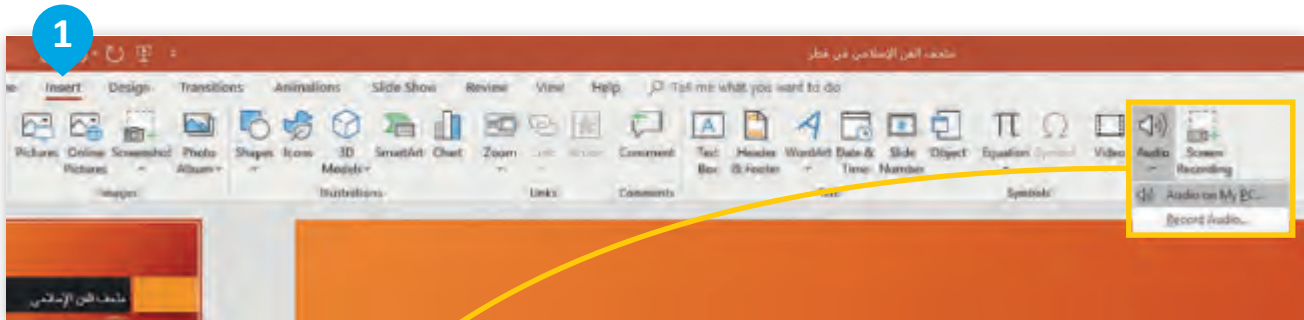 1
متحف الفن الإسلامي في قطر
Insert Design Transitions Animations Slide Show Review View Help Tell me what you want to do
Pictures Online Pictures Screenshot Photo Album Shapes Icons 3D Models SmartArt Chart Zoom Link Action Comment Text Box Header & Footer WordArt Date & Time Slide Number Object Equation Symbol Video Audio Screen Recording
Images Illustrations Links Comments Text Symbols
Audio on My PC...
Record Audio...
متحف الفن الإسلامي